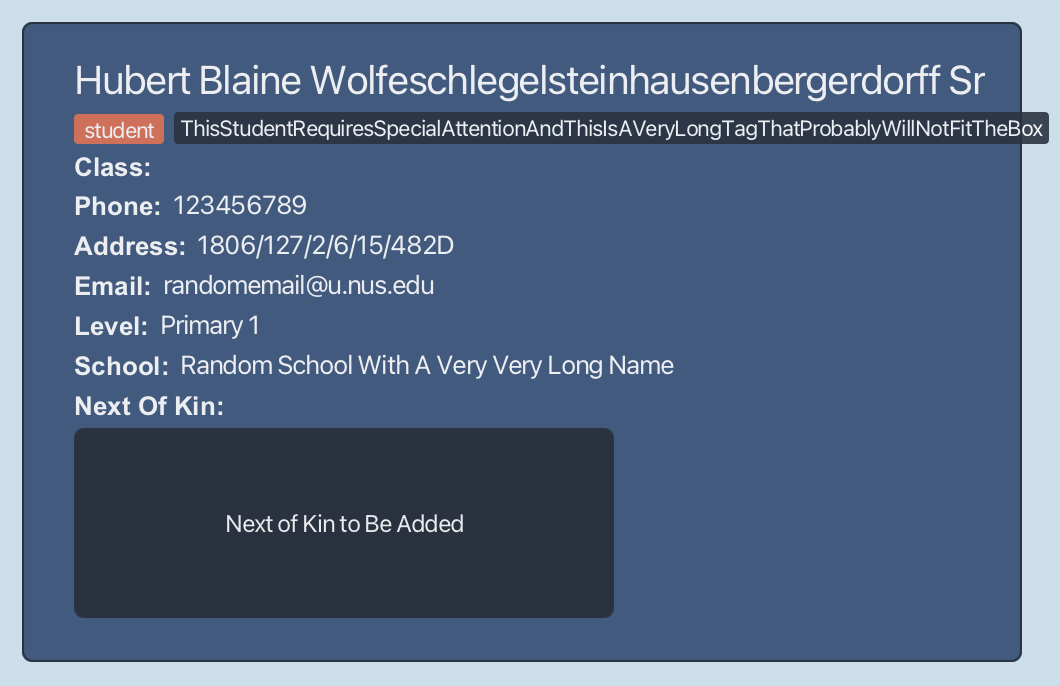 Hubert Blaine Wolfeschlegelsteinhausenbergerdorff Sr
student ThisStudentRequiresSpecialAttentionAndThisIsAVeryLongTagThatProbablyWillNotFitTheBox
Class:
Phone: 123456789
Address: 1806/127/2/6/15/482D
Email: randomemail@u.nus.edu
Level: Primary 1
School: Random School With A Very Very Long Name
Next Of Kin:
Next of Kin to Be Added